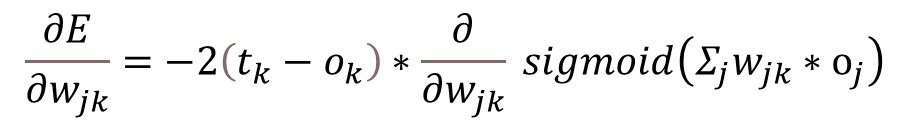 ∂E/∂w_jk = −2(t_k − o_k) * ∂/∂w_jk sigmoid(Σ_j w_jk * o_j)